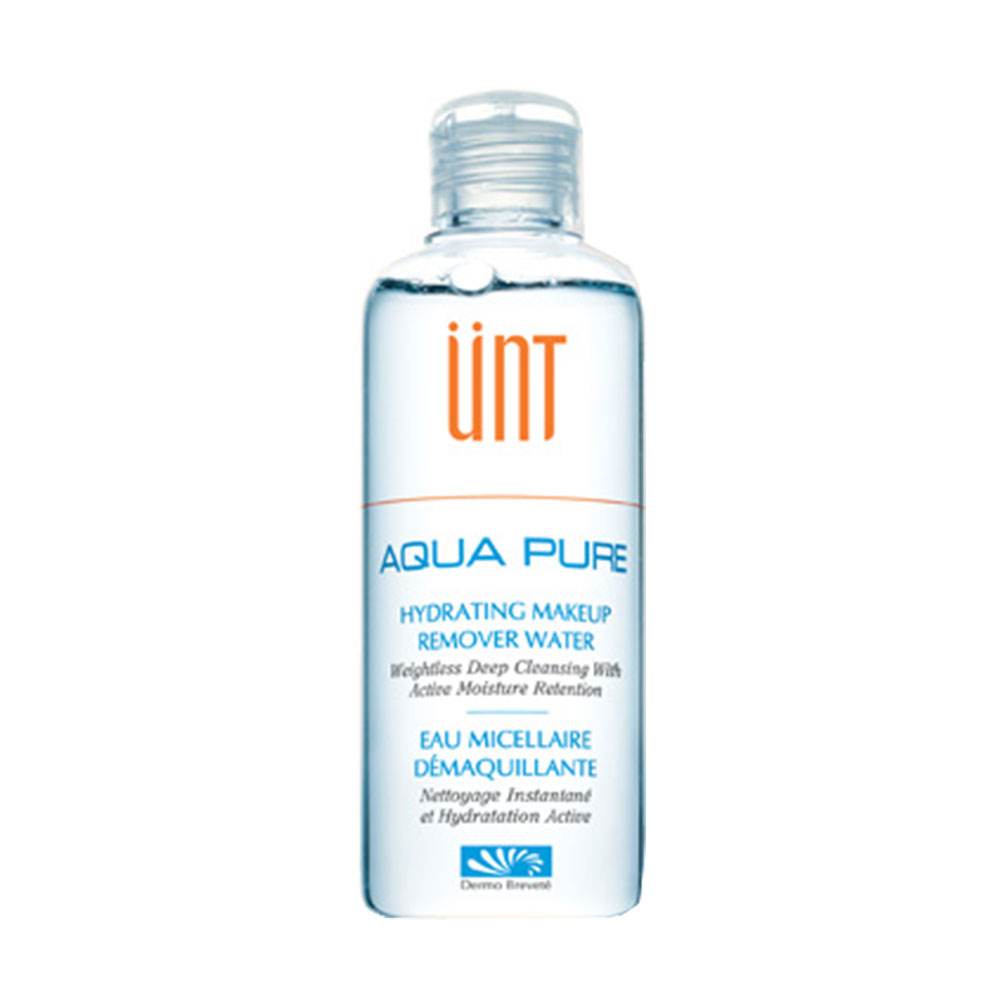 ünT
AQUA PURE
HYDRATING MAKEUP
REMOVER WATER
Weightless Deep Cleansing With
Active Moisture Retention
EAU MICELLAIRE
DÉMAQUILLANTE
Nettoyage Instantané
et Hydratation Active
Dermo Breveté